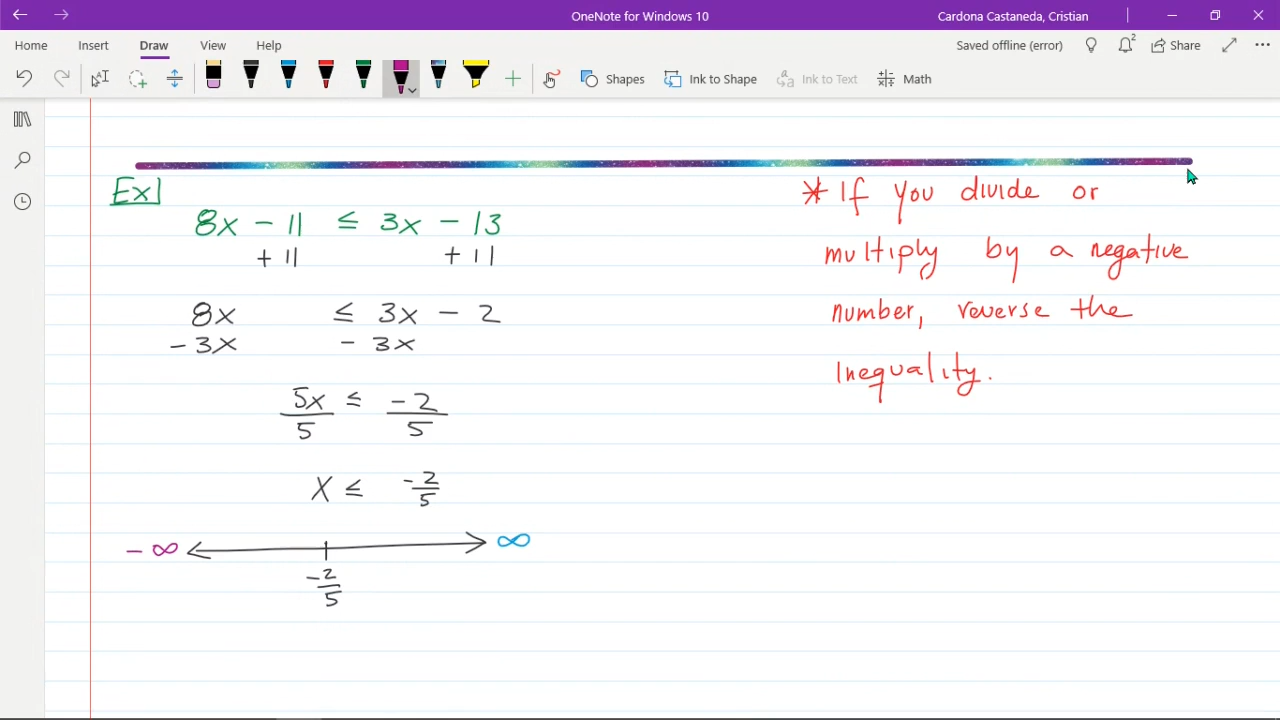 OneNote for Windows 10
Cardona Castaneda, Cristian
Home Insert Draw View Help
Saved offline (error)
2
Share
Shapes
Ink to Shape
Ink to Text
Math
Ex1
8x - 11 ≤ 3x - 13
+ 11 + 11
8x ≤ 3x - 2
- 3x - 3x
5x ≤ -2
5 5
x ≤ -2/5
- ∞ ∞
-2/5
* If you divide or
multiply by a negative
number, reverse the
Inequality.